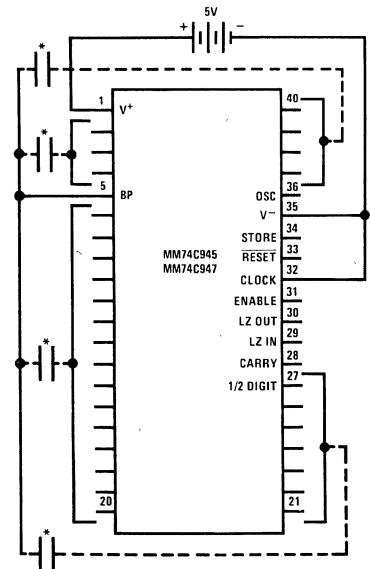 5V
+ −
*
1 V+ 40
*
5 BP OSC 36
V− 35
STORE 34
MM74C945 RESET 33
MM74C947 CLOCK 32
ENABLE 31
LZ OUT 30
* LZ IN 29
CARRY 28
1/2 DIGIT 27
20 21
*